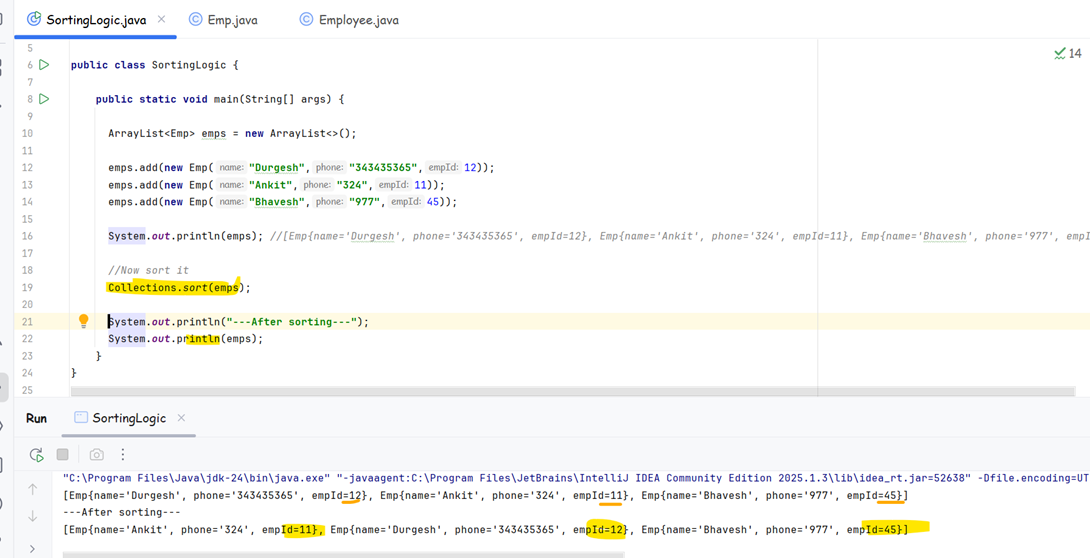 SortingLogic.java × Emp.java Employee.java
5
6 public class SortingLogic { 14
7
8 public static void main(String[] args) {
9
10 ArrayList<Emp> emps = new ArrayList<>();
11
12 emps.add(new Emp( name: "Durgesh", phone: "343435365", empId: 12));
13 emps.add(new Emp( name: "Ankit", phone: "324", empId: 11));
14 emps.add(new Emp( name: "Bhavesh", phone: "977", empId: 45));
15
16 System.out.println(emps); //[Emp{name='Durgesh', phone='343435365', empId=12}, Emp{name='Ankit', phone='324', empId=11}, Emp{name='Bhavesh', phone='977', empI
17
18 //Now sort it
19 Collections.sort(emps);
20
21 System.out.println("---After sorting---");
22 System.out.println(emps);
23 }
24 }
25
Run SortingLogic ×
"C:\Program Files\Java\jdk-24\bin\java.exe" "-javaagent:C:\Program Files\JetBrains\IntelliJ IDEA Community Edition 2025.1.3\lib\idea_rt.jar=52638" -Dfile.encoding=UT
[Emp{name='Durgesh', phone='343435365', empId=12}, Emp{name='Ankit', phone='324', empId=11}, Emp{name='Bhavesh', phone='977', empId=45}]
---After sorting---
[Emp{name='Ankit', phone='324', empId=11}, Emp{name='Durgesh', phone='343435365', empId=12}, Emp{name='Bhavesh', phone='977', empId=45}]